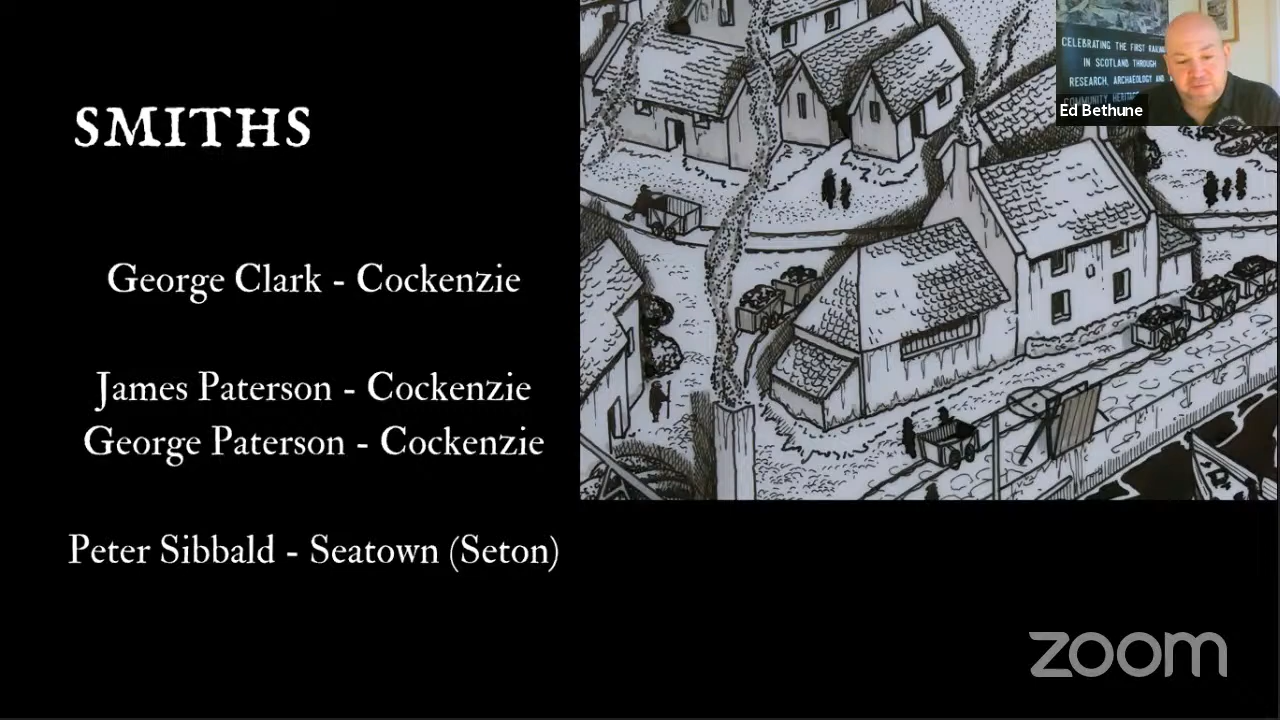 SMITHS
George Clark - Cockenzie
James Paterson - Cockenzie
George Paterson - Cockenzie
Peter Sibbald - Seatown (Seton)
CELEBRATING THE FIRST
IN SCOTLAND THROUGH
RESEARCH, ARCHAEOLOGY AND
COMMUNITY
Ed Bethune
zoom